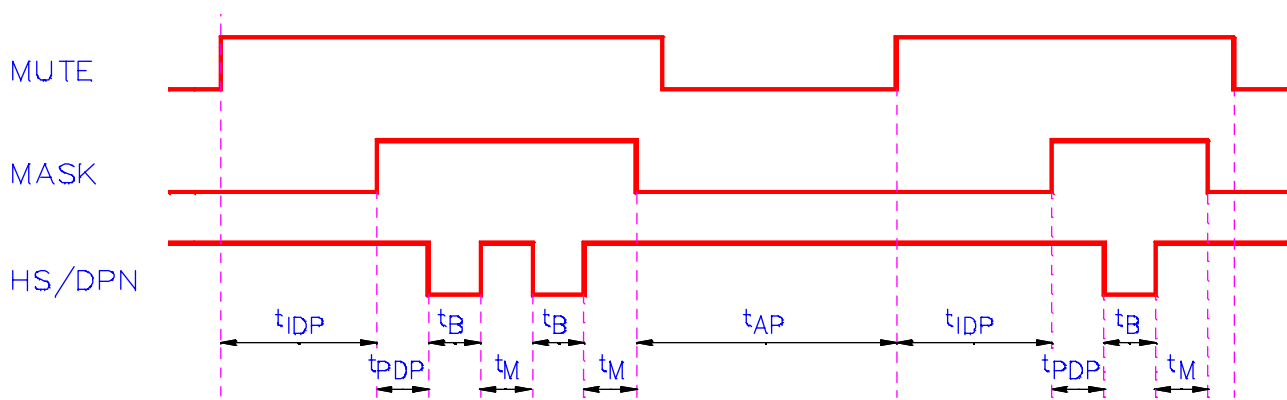 MUTE
MASK
HS/DPN
tIDP tB tB tAP tIDP tB
tPDP tM tM tPDP tM